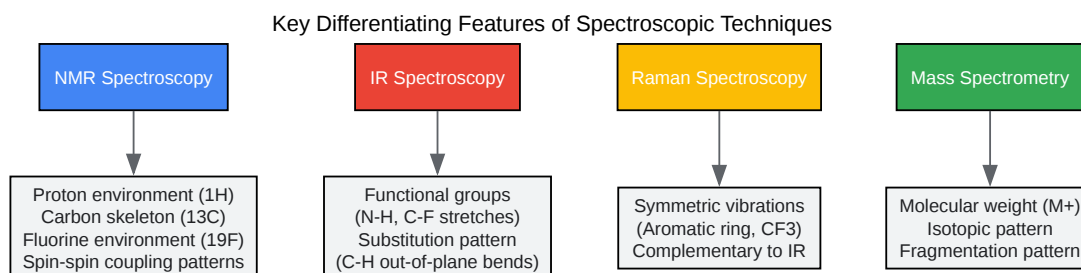 Key Differentiating Features of Spectroscopic Techniques
NMR Spectroscopy
IR Spectroscopy
Raman Spectroscopy
Mass Spectrometry
Proton environment (1H)
Carbon skeleton (13C)
Fluorine environment (19F)
Spin-spin coupling patterns
Functional groups
(N-H, C-F stretches)
Substitution pattern
(C-H out-of-plane bends)
Symmetric vibrations
(Aromatic ring, CF3)
Complementary to IR
Molecular weight (M+)
Isotopic pattern
Fragmentation pattern